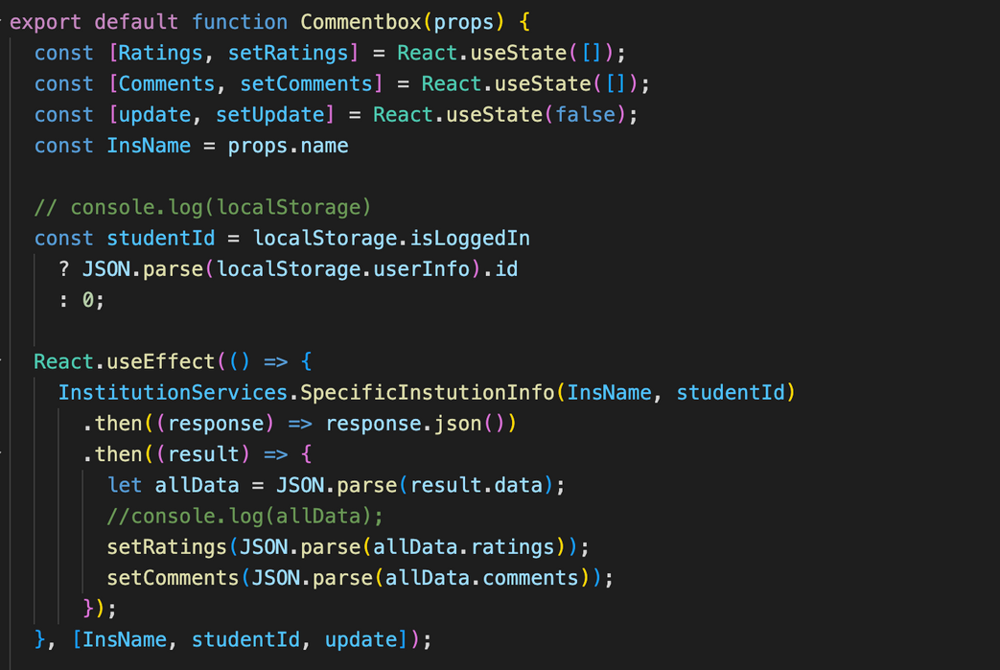 export default function Commentbox(props) {
const [Ratings, setRatings] = React.useState([]);
const [Comments, setComments] = React.useState([]);
const [update, setUpdate] = React.useState(false);
const InsName = props.name
// console.log(localStorage)
const studentId = localStorage.isLoggedIn
? JSON.parse(localStorage.userInfo).id
: 0;
React.useEffect(() => {
InstitutionServices.SpecificInstutionInfo(InsName, studentId)
.then((response) => response.json())
.then((result) => {
let allData = JSON.parse(result.data);
//console.log(allData);
setRatings(JSON.parse(allData.ratings));
setComments(JSON.parse(allData.comments));
});
}, [InsName, studentId, update]);